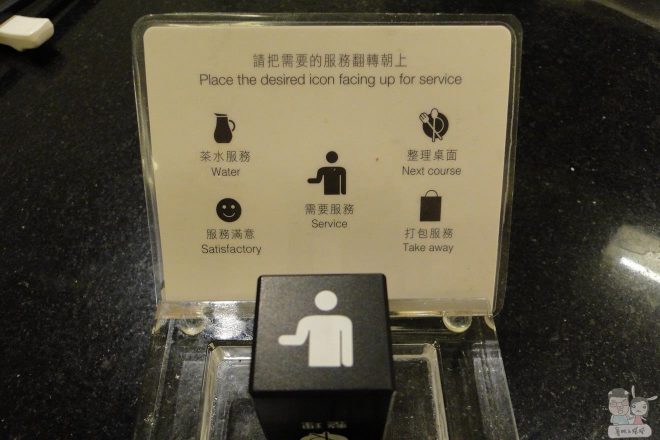 請把需要的服務翻轉朝上
Place the desired icon facing up for service
茶水服務
Water
整理桌面
Next course
需要服務
Service
服務滿意
Satisfactory
打包服務
Take away